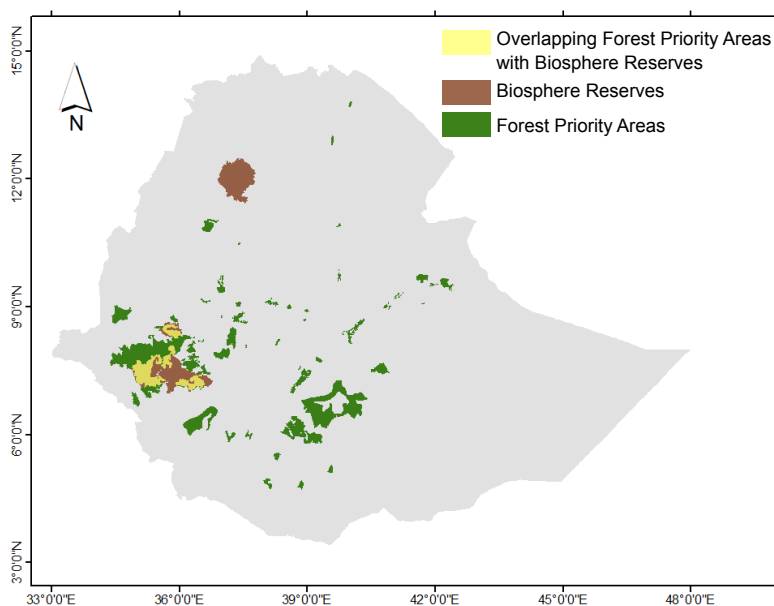 Overlapping Forest Priority Areas
with Biosphere Reserves
Biosphere Reserves
Forest Priority Areas
N
15°0'0"N
12°0'0"N
9°0'0"N
6°0'0"N
3°0'0"N
33°0'0"E
36°0'0"E
39°0'0"E
42°0'0"E
45°0'0"E
48°0'0"E